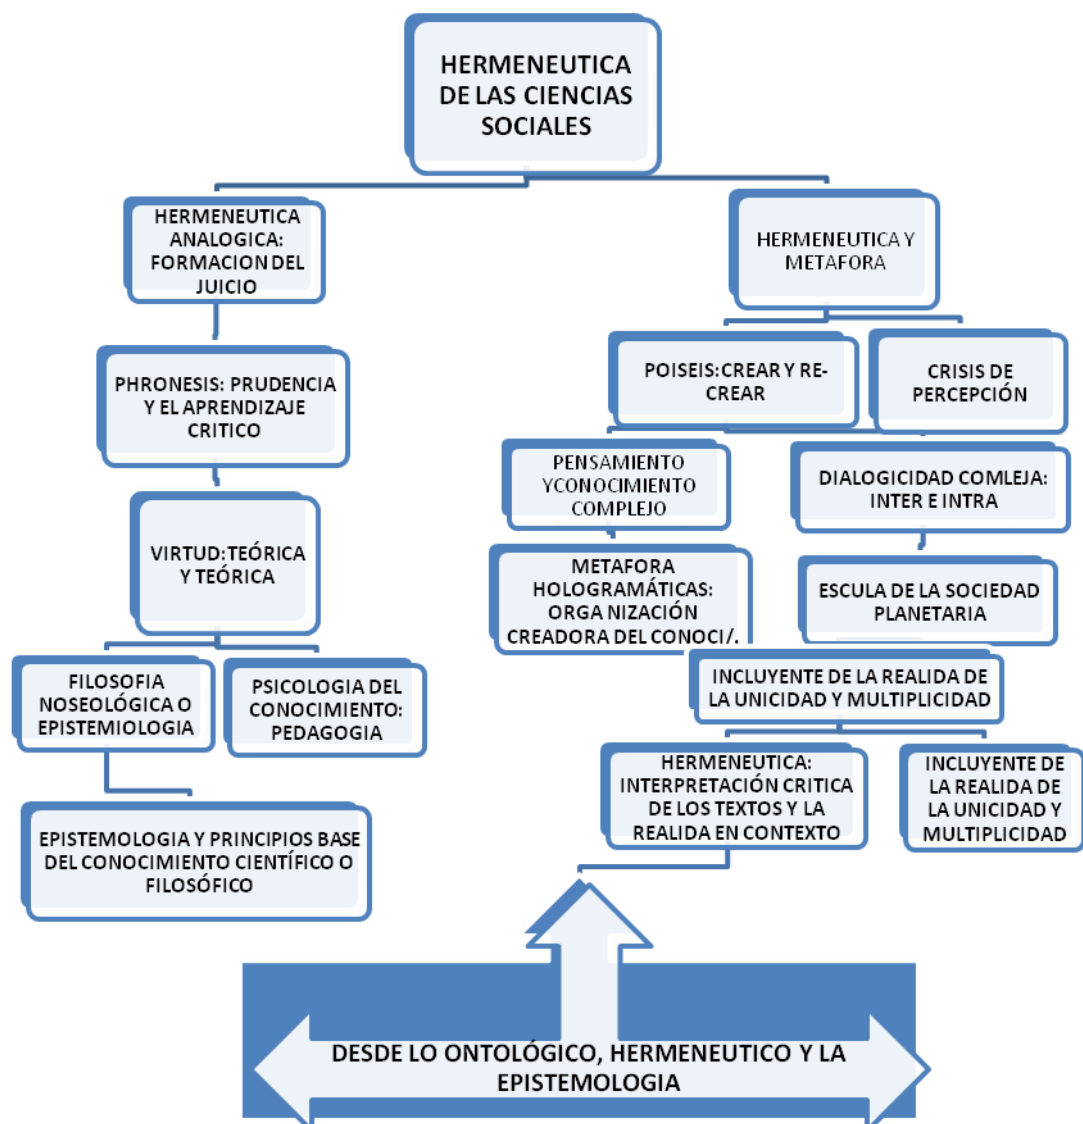 HERMENEUTICA
DE LAS CIENCIAS
SOCIALES
HERMENEUTICA
ANALOGICA:
FORMACION DEL
JUICIO
PHRONESIS: PRUDENCIA
Y EL APRENDIZAJE
CRITICO
VIRTUD: TEÓRICA
Y TEÓRICA
FILOSOFIA
NOSEOLÓGICA O
EPISTEMIOLOGIA
PSICOLOGIA DEL
CONOCIMIENTO:
PEDAGOGIA
EPISTEMOLOGIA Y PRINCIPIOS BASE
DEL CONOCIMIENTO CIENTÍFICO O
FILOSÓFICO
HERMENEUTICA Y
METAFORA
POISEIS: CREAR Y RE-
CREAR
CRISIS DE
PERCEPCIÓN
PENSAMIENTO
YCONOCIMIENTO
COMPLEJO
DIALOGICIDAD COMLEJA:
INTER E INTRA
METAFORA
HOLOGRAMÁTICAS:
ORGA NIZACIÓN
CREADORA DEL CONOCI/.
ESCULA DE LA SOCIEDAD
PLANETARIA
INCLUYENTE DE LA REALIDA DE
LA UNICIDAD Y MULTIPLICIDAD
HERMENEUTICA:
INTERPRETACIÓN CRITICA
DE LOS TEXTOS Y LA
REALIDA EN CONTEXTO
INCLUYENTE DE
LA REALIDA DE
LA UNICIDAD Y
MULTIPLICIDAD
DESDE LO ONTOLÓGICO, HERMENEUTICO Y LA
EPISTEMOLOGIA